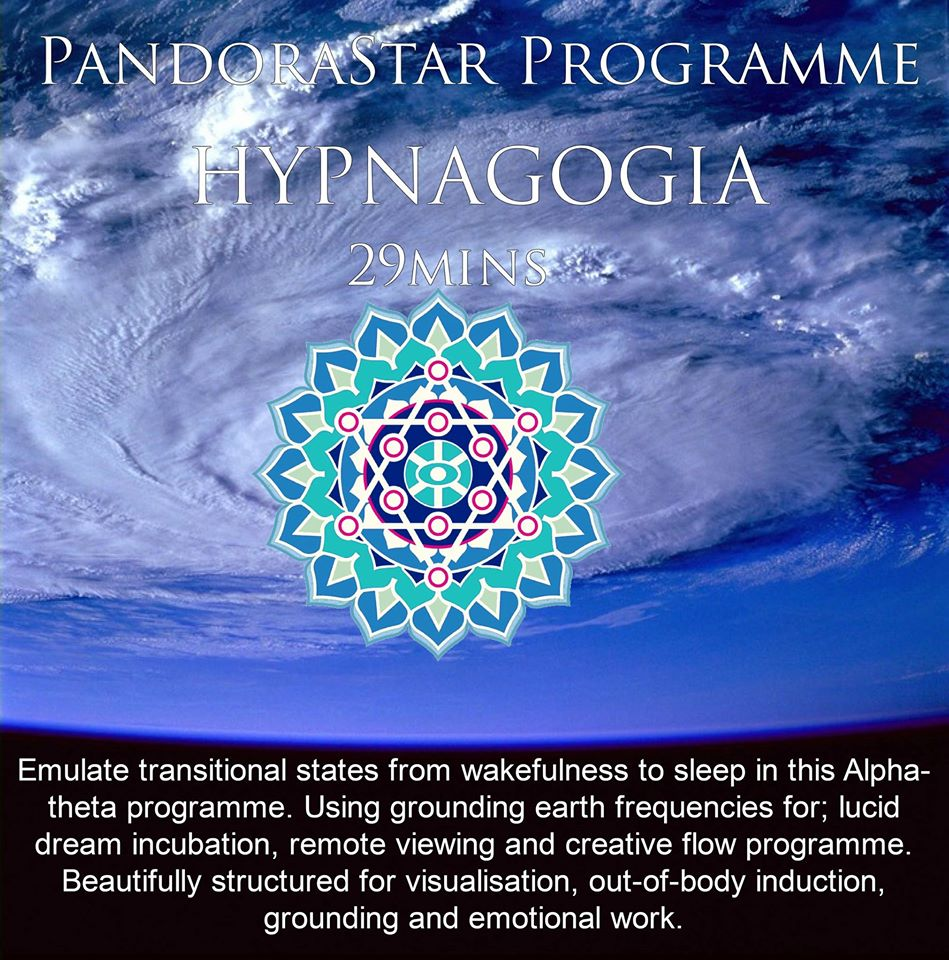 PANDORASTAR PROGRAMME
HYPNAGOGIA
29MINS
Emulate transitional states from wakefulness to sleep in this Alpha-
theta programme. Using grounding earth frequencies for; lucid
dream incubation, remote viewing and creative flow programme.
Beautifully structured for visualisation, out-of-body induction,
grounding and emotional work.